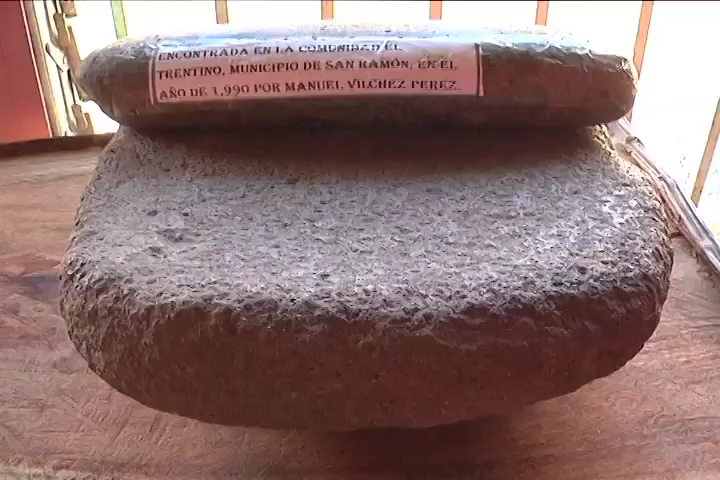 ENCONTRADA EN LA COMUNIDAD EL
TRENTINO, MUNICIPIO DE SAN RAMÓN, EN EL
AÑO DE 1,990 POR MANUEL VILCHEZ PEREZ.